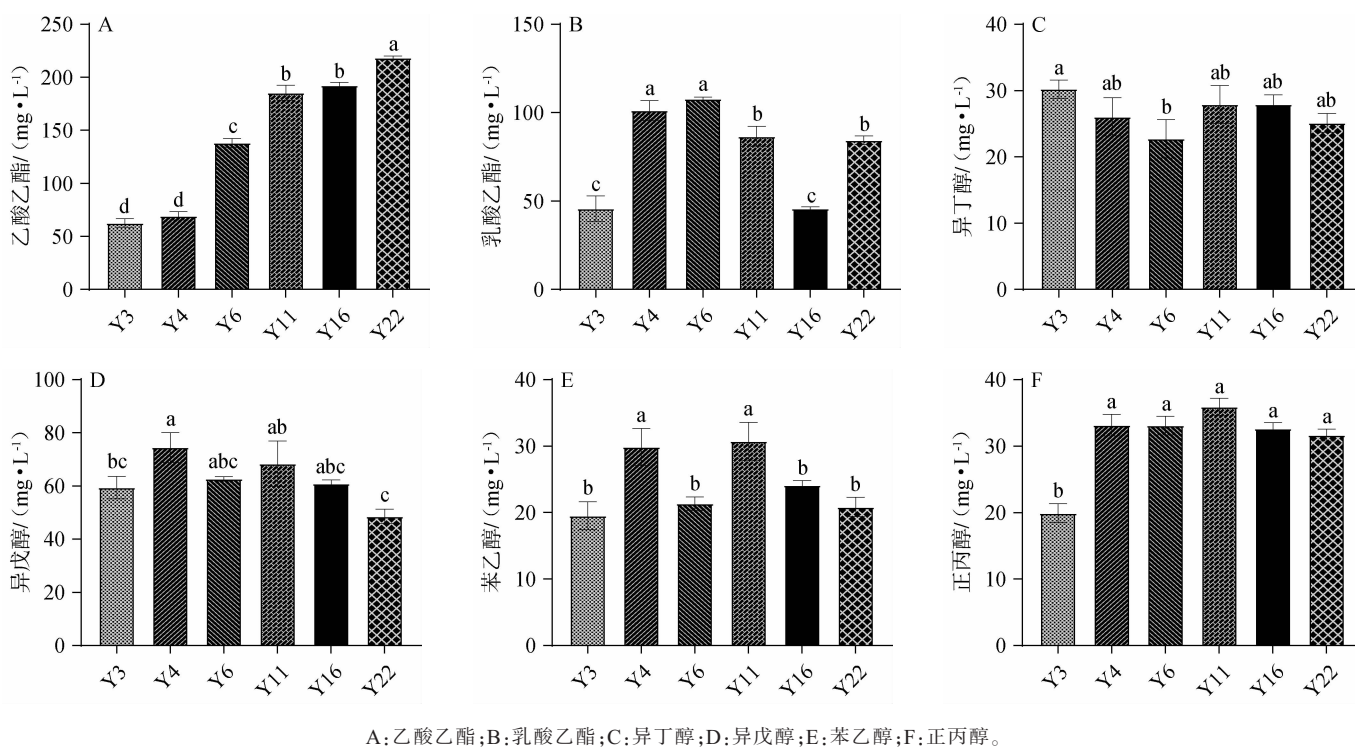 A
乙酸乙酯/(mg•L-1)
250
200
150
100
50
0
d
d
c
b
b
a
Y3
Y4
Y6
Y11
Y16
Y22
B
乳酸乙酯/(mg•L-1)
150
100
50
0
c
a
a
b
c
b
Y3
Y4
Y6
Y11
Y16
Y22
C
异丁醇/(mg•L-1)
40
30
20
10
0
a
ab
b
ab
ab
ab
Y3
Y4
Y6
Y11
Y16
Y22
D
异戊醇/(mg•L-1)
100
80
60
40
20
0
bc
a
abc
ab
abc
c
Y3
Y4
Y6
Y11
Y16
Y22
E
苯乙醇/(mg•L-1)
40
30
20
10
0
b
a
b
a
b
b
Y3
Y4
Y6
Y11
Y16
Y22
F
正丙醇/(mg•L-1)
40
30
20
10
0
b
a
a
a
a
a
Y3
Y4
Y6
Y11
Y16
Y22
A:乙酸乙酯;B:乳酸乙酯;C:异丁醇;D:异戊醇;E:苯乙醇;F:正丙醇。